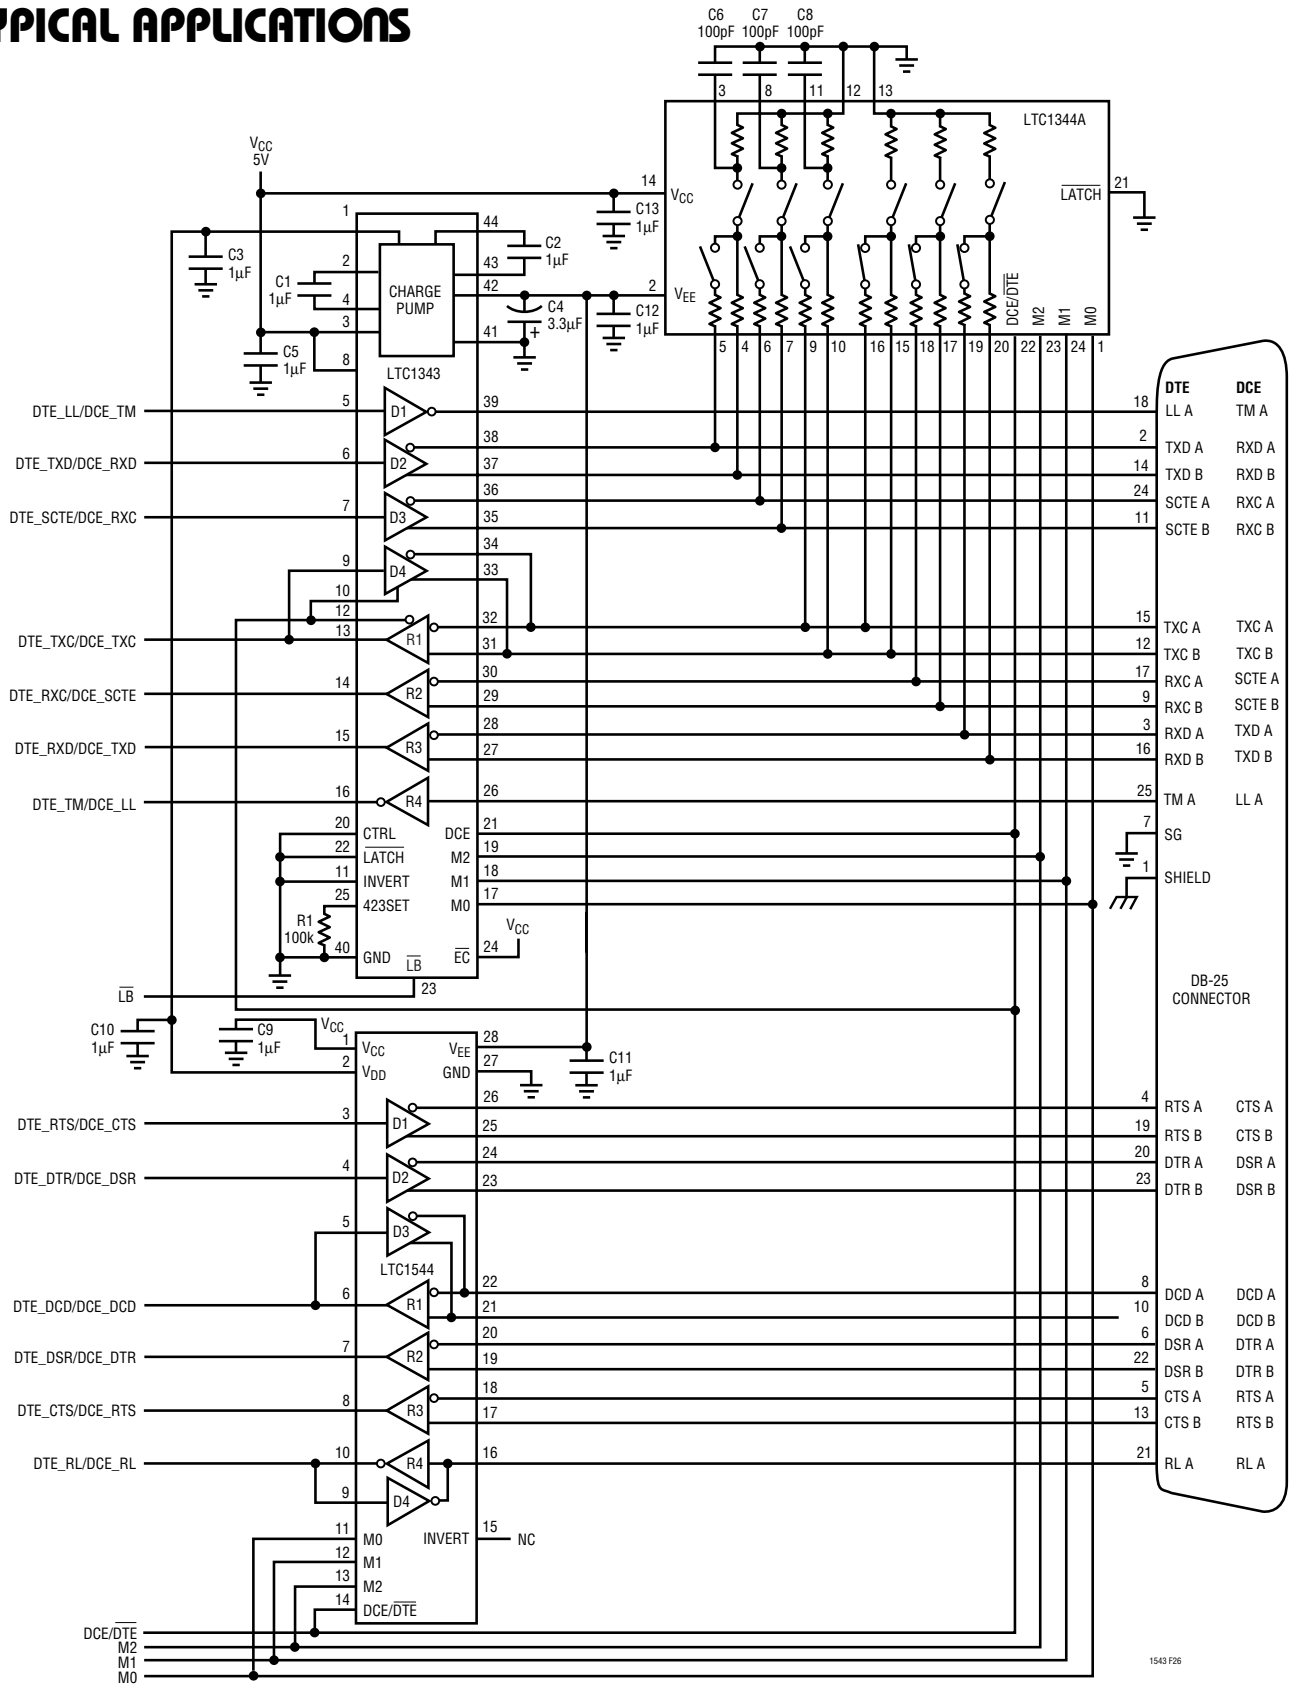 YPICAL APPLICATIONS
C6 C7 C8
100pF 100pF 100pF
3 8 11 12 13
LTC1344A
VCC
5V
14
VCC
LATCH
21
C13
1µF
1
44
C3
1µF
C2
1µF
2
43
C1
1µF
CHARGE
PUMP
42
2
VEE
4
C4
3.3µF
+
C12
1µF
DCE/DTE
M2
M1
M0
3
41
C5
1µF
8
5 4 6 7 9 10 16 15 18 17 19 20 22 23 24 1
LTC1343
DTE DCE
DTE_LL/DCE_TM 5 D1 39 18 LL A TM A
38 2 TXD A RXD A
DTE_TXD/DCE_RXD 6 D2 37 14 TXD B RXD B
36 24 SCTE A RXC A
DTE_SCTE/DCE_RXC 7 D3 35 11 SCTE B RXC B
34
9 D4 33
10
12 32 15 TXC A TXC A
DTE_TXC/DCE_TXC 13 R1 31 12 TXC B TXC B
30 17 RXC A SCTE A
DTE_RXC/DCE_SCTE 14 R2 29 9 RXC B SCTE B
28 3 RXD A TXD A
DTE_RXD/DCE_TXD 15 R3 27 16 RXD B TXD B
DTE_TM/DCE_LL 16 R4 26 25 TM A LL A
20 CTRL DCE 21 7 SG
22 LATCH M2 19
11 INVERT M1 18 1 SHIELD
25 423SET M0 17
R1
100k
VCC
40 GND LB EC 24
LB 23
DB-25
CONNECTOR
C10
1µF
C9
1µF
VCC
1 VCC VEE 28
2 VDD GND 27
C11
1µF
26 4 RTS A CTS A
DTE_RTS/DCE_CTS 3 D1 25 19 RTS B CTS B
24 20 DTR A DSR A
DTE_DTR/DCE_DSR 4 D2 23 23 DTR B DSR B
5 D3
LTC1544
22 8 DCD A DCD A
DTE_DCD/DCE_DCD 6 R1 21 10 DCD B DCD B
20 6 DSR A DTR A
DTE_DSR/DCE_DTR 7 R2 19 22 DSR B DTR B
18 5 CTS A RTS A
DTE_CTS/DCE_RTS 8 R3 17 13 CTS B RTS B
DTE_RL/DCE_RL 10 R4 16 21 RL A RL A
9 D4
11 M0 INVERT 15 NC
12 M1
13 M2
14 DCE/DTE
DCE/DTE
M2
M1
M0
1543 F26